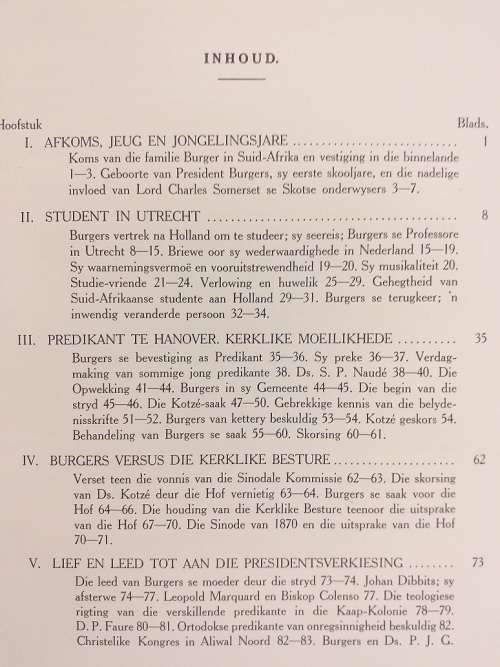 INHOUD.
Hoofstuk Blads.
I. AFKOMS, JEUG EN JONGELINGSJARE ............................ 1
Koms van die familie Burger in Suid-Afrika en vestiging in die binnelande
1—3. Geboorte van President Burgers, sy eerste skooljare, en die nadelige
invloed van Lord Charles Somerset se Skotse onderwysers 3—7.
II. STUDENT IN UTRECHT .......................................... 8
Burgers vertrek na Holland om te studeer; sy seereis; Burgers se Professore
in Utrecht 8—15. Briewe oor sy wederwaardighede in Nederland 15—19.
Sy waarnemingsvermoë en vooruitstrewendheid 19—20. Sy musikaliteit 20.
Studie-vriende 21—24. Verlowing en huwelik 25—29. Gehegtheid van
Suid-Afrikaanse studente aan Holland 29—31. Burgers se terugkeer; 'n
inwendig veranderde persoon 32—34.
III. PREDIKANT TE HANOVER. KERKLIKE MOEILIKHEDE .......... 35
Burgers se bevestiging as Predikant 35—36. Sy preke 36—37. Verdag-
making van sommige jong predikante 38. Ds. S. P. Naudé 38—40. Die
Opwekking 41—44. Burgers in sy Gemeente 44—45. Die begin van die
stryd 45—46. Die Kotzé-saak 47—50. Gebrekkige kennis van die belyde-
nisskrifte 51—52. Burgers van kettery beskuldig 53—54. Kotzé geskors 54.
Behandeling van Burgers se saak 55—60. Skorsing 60—61.
IV. BURGERS VERSUS DIE KERKLIKE BESTURE ..................... 62
Verset teen die vonnis van die Sinodale Kommissie 62—63. Die skorsing
van Ds. Kotzé deur die Hof vernietig 63—64. Burgers se saak voor die
Hof 64—66. Die houding van die Kerklike Besture teenoor die uitsprake
van die Hof 67—70. Die Sinode van 1870 en die uitsprake van die Hof
70—71.
V. LIEF EN LEED TOT AAN DIE PRESIDENTSVERKIESING ........ 73
Die leed van Burgers se moeder deur die stryd 73—74. Johan Dibbits; sy
afsterwe 74—77. Leopold Marquard en Biskop Colenso 77. Die teologiese
rigting van die verskillende predikante in die Kaap-Kolonie 78—79.
D. P. Faure 80—81. Ortodokse predikante van onregsinnigheid beskuldig 82.
Christelike Kongres in Aliwal Noord 82—83. Burgers en Ds. P. J. G.